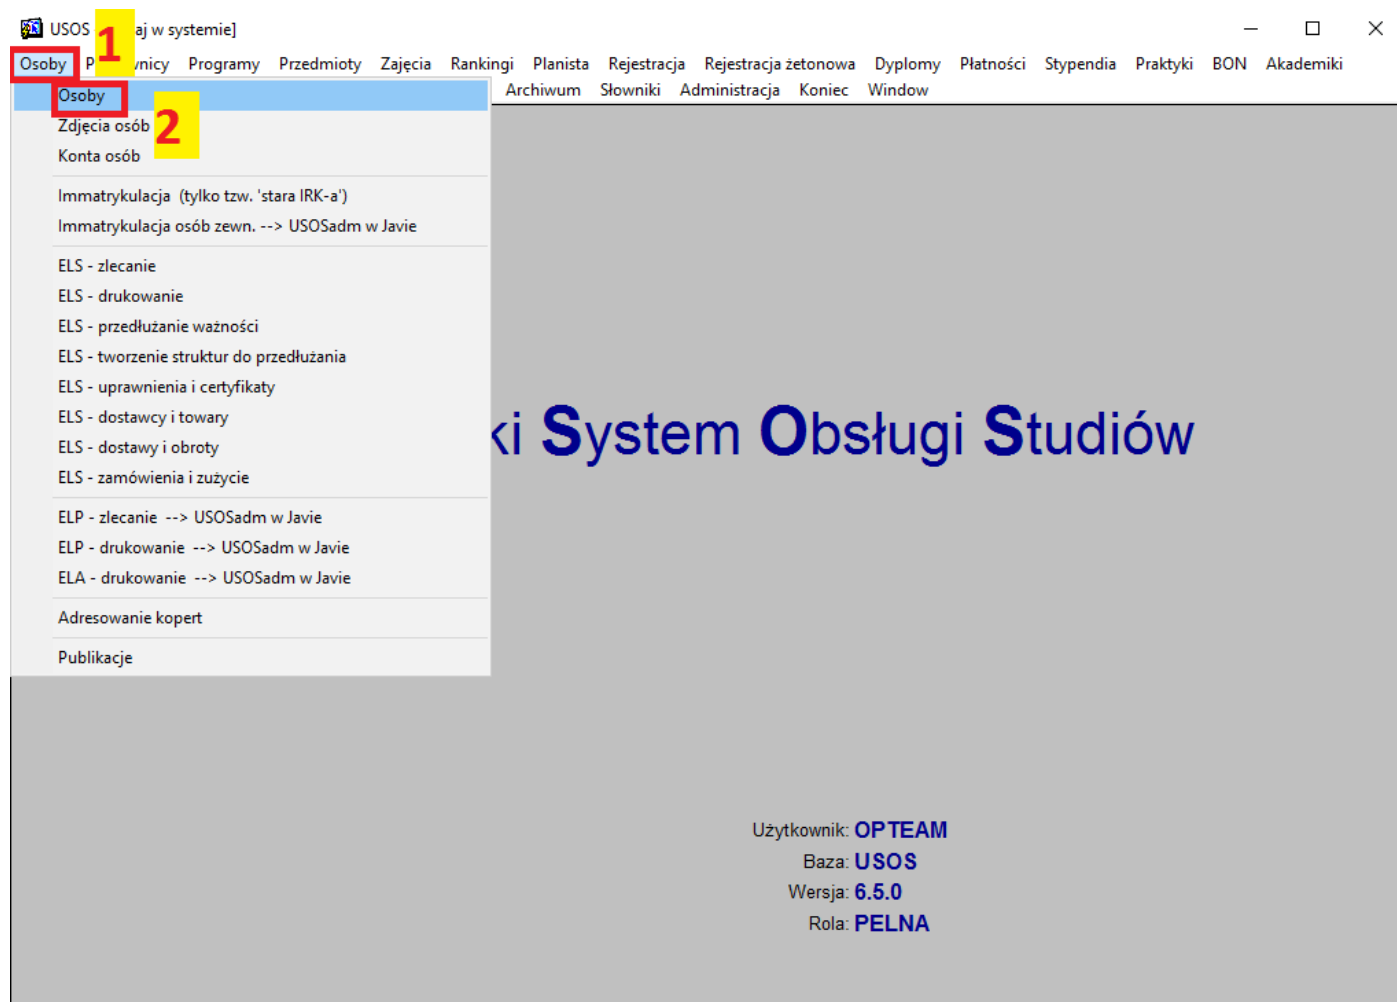 USOS aj w systemie]
1
Osoby P wnicy Programy Przedmioty Zajęcia Rankingi Planista Rejestracja Rejestracja żetonowa Dyplomy Płatności Stypendia Praktyki BON Akademiki
Archiwum Słowniki Administracja Koniec Window
Osoby
2
Zdjęcia osób
Konta osób
Immatrykulacja (tylko tzw. 'stara IRK-a')
Immatrykulacja osób zewn. --> USOSadm w Javie
ELS - zlecanie
ELS - drukowanie
ELS - przedłużanie ważności
ELS - tworzenie struktur do przedłużania
ELS - uprawnienia i certyfikaty
ELS - dostawcy i towary
ELS - dostawy i obroty
ELS - zamówienia i zużycie
ELP - zlecanie --> USOSadm w Javie
ELP - drukowanie --> USOSadm w Javie
ELA - drukowanie --> USOSadm w Javie
Adresowanie kopert
Publikacje
ki System Obsługi Studiów
Użytkownik: OPTEAM
Baza: USOS
Wersja: 6.5.0
Rola: PELNA